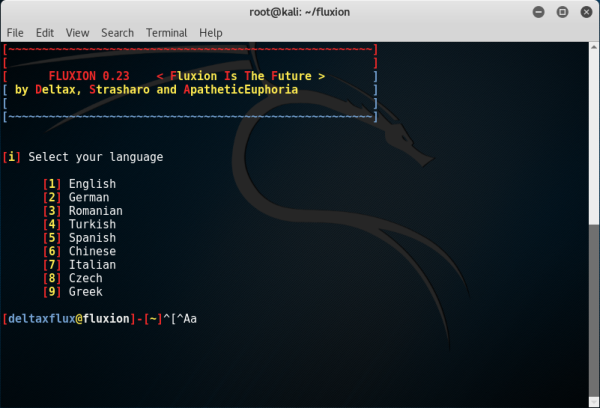 root@kali: ~/fluxion
File Edit View Search Terminal Help
[~~~~~~~~~~~~~~~~~~~~~~~~~~~~~~~~~~~~~~~~~~~~~~~~~~~~~~]
[ ]
[ FLUXION 0.23 < Fluxion Is The Future > ]
[ by Deltax, Strasharo and ApatheticEuphoria ]
[ ]
[~~~~~~~~~~~~~~~~~~~~~~~~~~~~~~~~~~~~~~~~~~~~~~~~~~~~~~]
[i] Select your language
[1] English
[2] German
[3] Romanian
[4] Turkish
[5] Spanish
[6] Chinese
[7] Italian
[8] Czech
[9] Greek
[deltaxflux@fluxion]-[~]^[^Aa